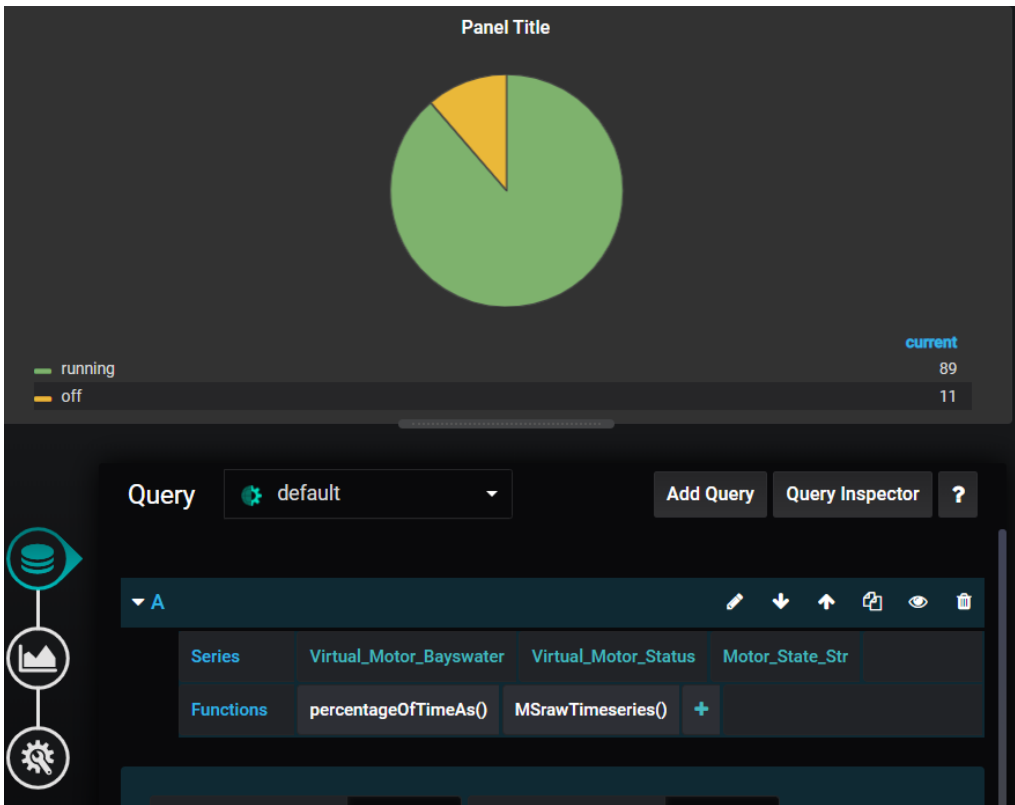 Panel Title
current
running 89
off 11
Query default Add Query Query Inspector ?
A
Series Virtual_Motor_Bayswater Virtual_Motor_Status Motor_State_Str
Functions percentageOfTimeAs() MSrawTimeseries() +